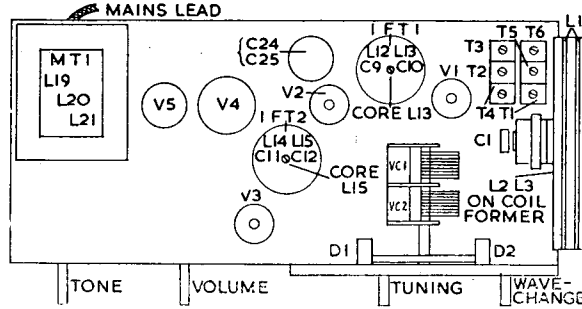 MAINS LEAD
MT1
L19
L20
L21
C24
C25
V5
V4
V2
IFT1
L12 L13
C9 C10
V1
CORE L13
IFT2
L14 L15
C11 C12
CORE
L15
V3
T5 T6
T3
T2
T4 T1
L1
C1
L2 L3
ON COIL
FORMER
VC1
VC2
D1
D2
TONE
VOLUME
TUNING
WAVE-
CHANGE